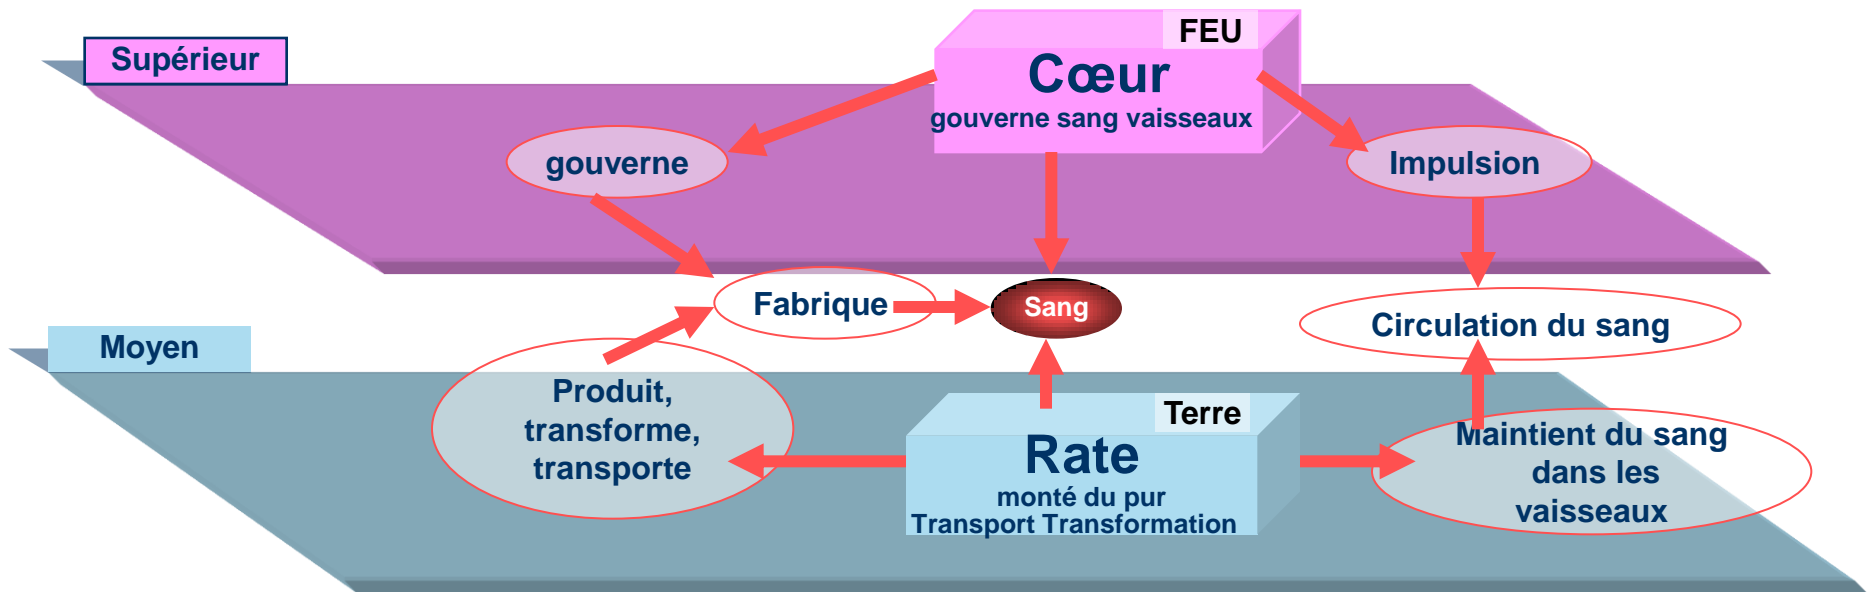 Supérieur
FEU
Cœur
gouverne sang vaisseaux
gouverne
Impulsion
Fabrique
Sang
Circulation du sang
Moyen
Produit,
transforme,
transporte
Terre
Rate
monté du pur
Transport Transformation
Maintient du sang
dans les
vaisseaux